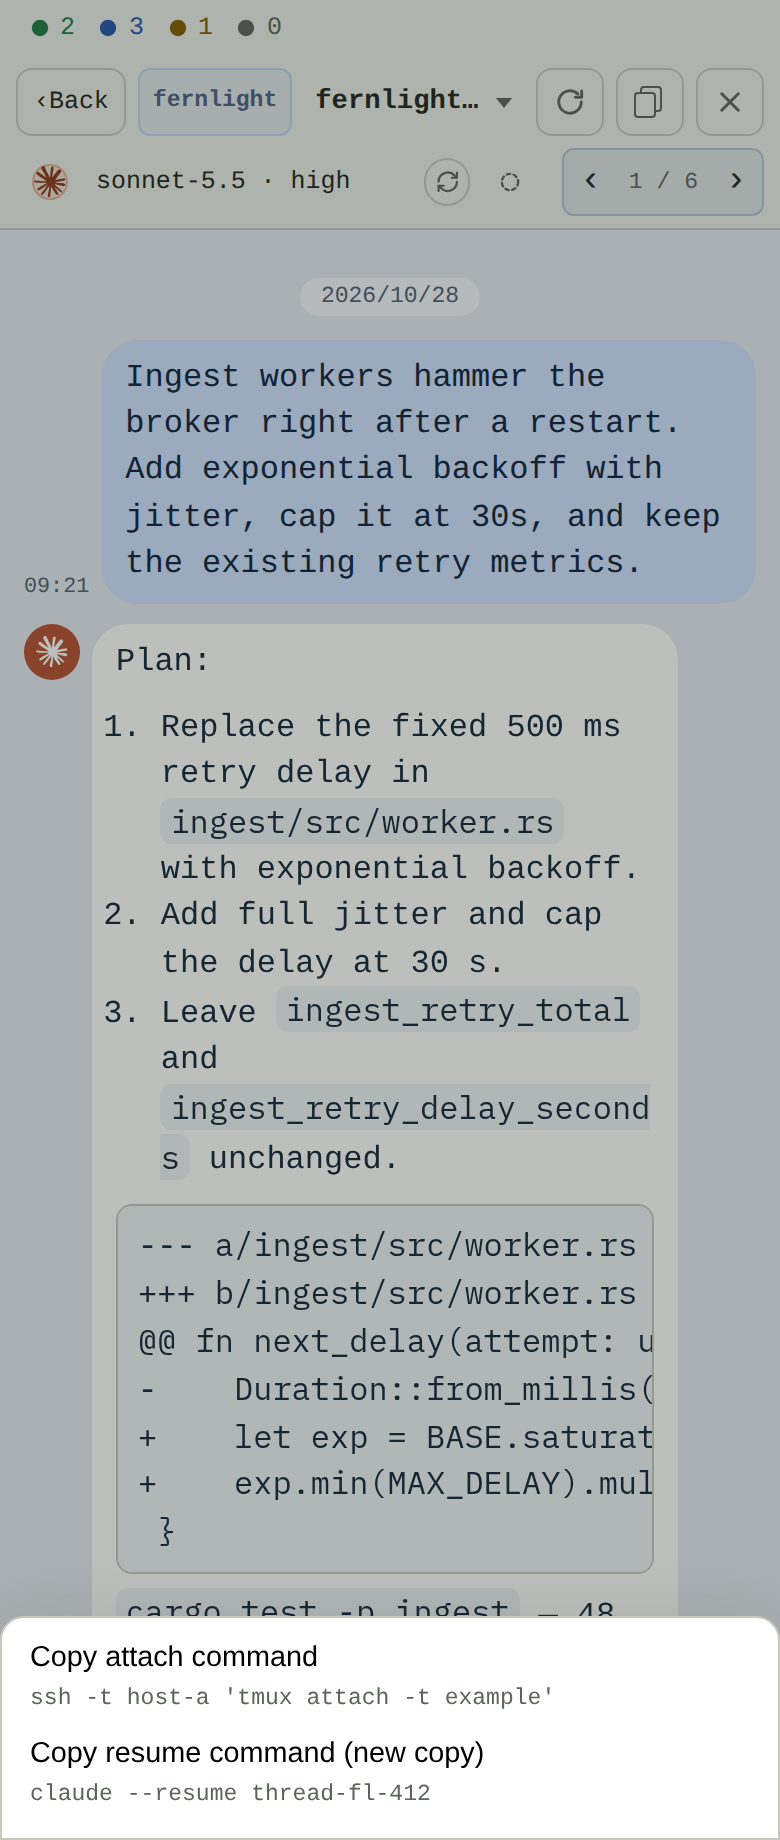 2 3 1 0
‹Back fernlight fernlight…
sonnet-5.5 · high ‹ 1 / 6 ›
2026/10/28
Ingest workers hammer the
broker right after a restart.
Add exponential backoff with
jitter, cap it at 30s, and keep
the existing retry metrics.
09:21
Plan:
1. Replace the fixed 500 ms
retry delay in
ingest/src/worker.rs
with exponential backoff.
2. Add full jitter and cap
the delay at 30 s.
3. Leave ingest_retry_total
and
ingest_retry_delay_second
s unchanged.
--- a/ingest/src/worker.rs
+++ b/ingest/src/worker.rs
@@ fn next_delay(attempt: u
-    Duration::from_millis(
+    let exp = BASE.saturat
+    exp.min(MAX_DELAY).mul
 }
cargo test -p ingest — 48
Copy attach command
ssh -t host-a 'tmux attach -t example'
Copy resume command (new copy)
claude --resume thread-fl-412